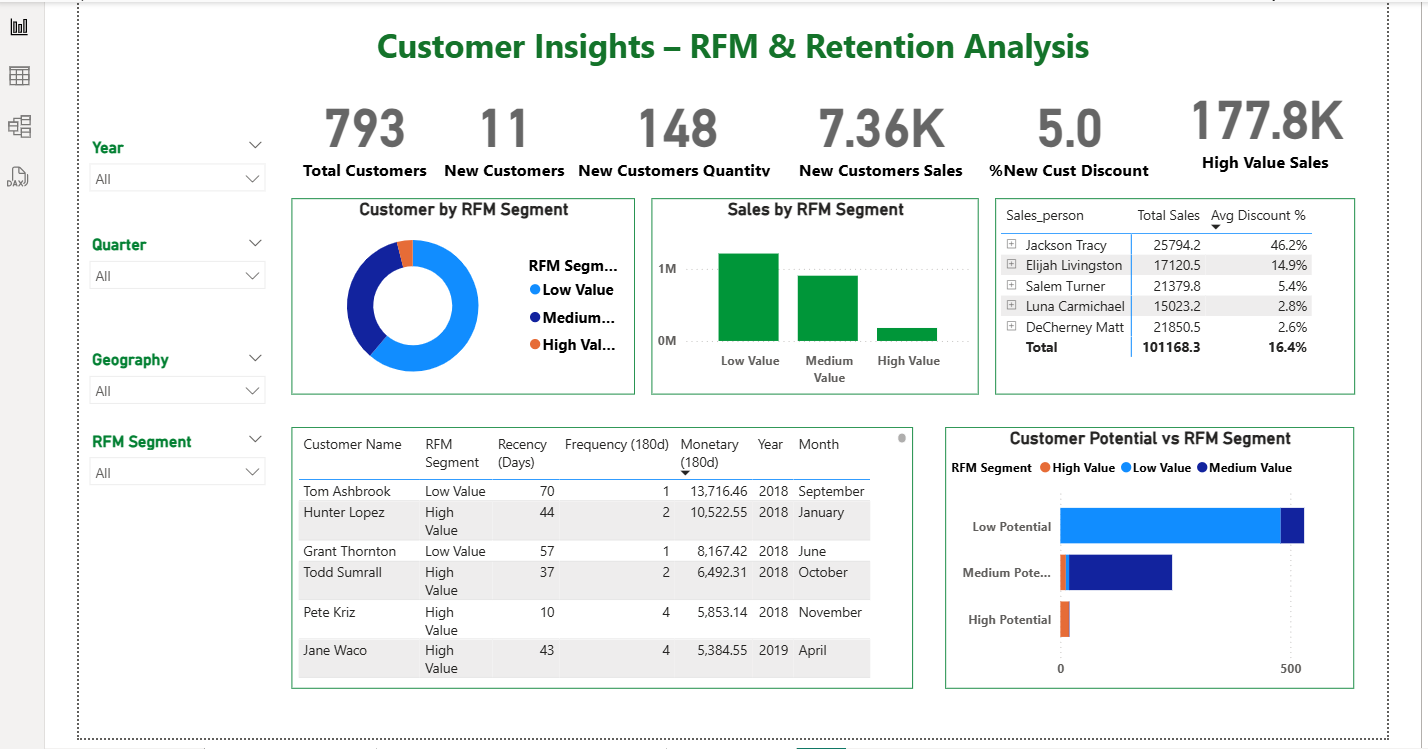 Customer Insights – RFM & Retention Analysis
793
Total Customers
11
New Customers
148
New Customers Quantity
7.36K
New Customers Sales
5.0
%New Cust Discount
177.8K
High Value Sales
DAX
Year
All
Quarter
All
Geography
All
RFM Segment
All
Customer by RFM Segment
RFM Segm...
Low Value
Medium...
High Val...
Sales by RFM Segment
1M
0M
Low Value
Medium
Value
High Value
Sales_person Total Sales Avg Discount %
Jackson Tracy 25794.2 46.2%
Elijah Livingston 17120.5 14.9%
Salem Turner 21379.8 5.4%
Luna Carmichael 15023.2 2.8%
DeCherney Matt 21850.5 2.6%
Total 101168.3 16.4%
Customer Name RFM Recency Frequency (180d) Monetary Year Month
Segment (Days) (180d)
Tom Ashbrook Low Value 70 1 13,716.46 2018 September
Hunter Lopez High 44 2 10,522.55 2018 January
Value
Grant Thornton Low Value 57 1 8,167.42 2018 June
Todd Sumrall High 37 2 6,492.31 2018 October
Value
Pete Kriz High 10 4 5,853.14 2018 November
Value
Jane Waco High 43 4 5,384.55 2019 April
Value
Customer Potential vs RFM Segment
RFM Segment High Value Low Value Medium Value
Low Potential
Medium Pote...
High Potential
0 500